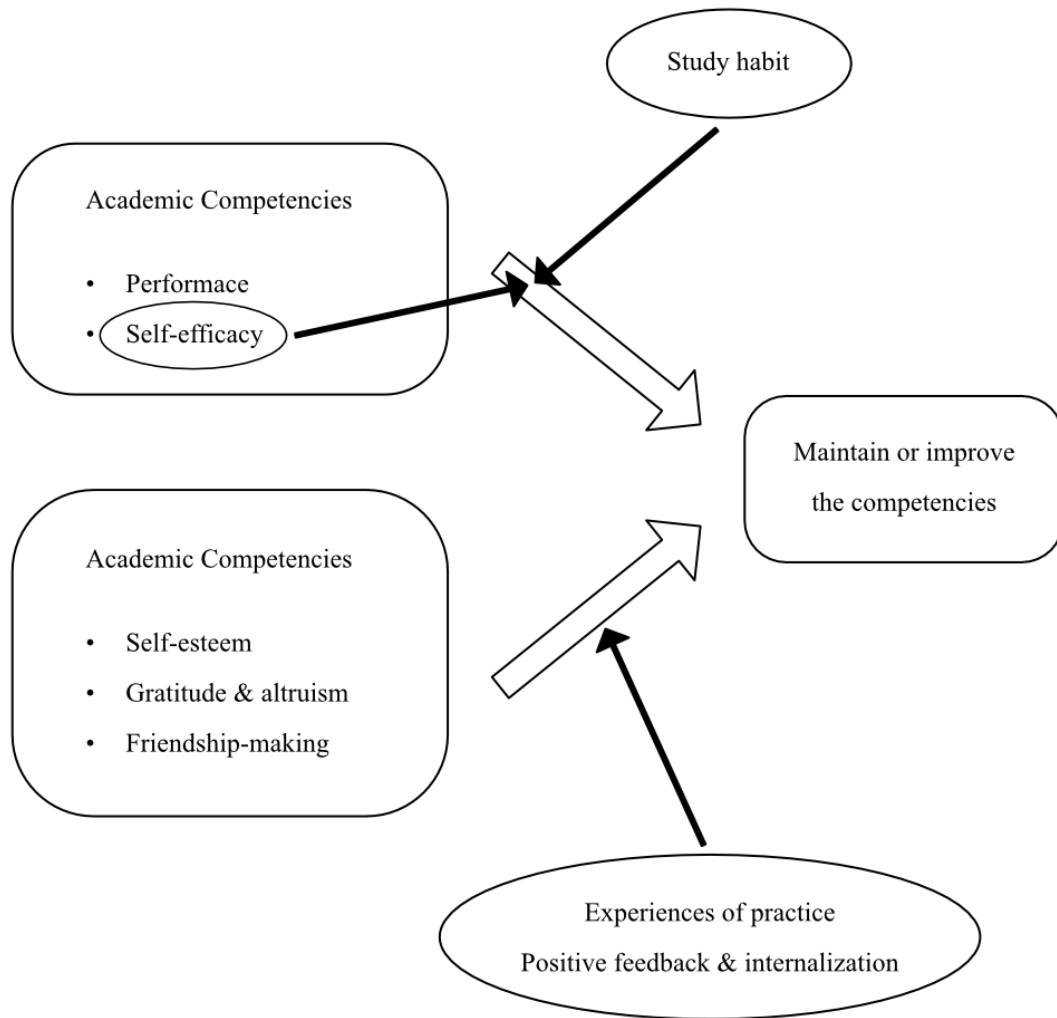 Study habit
Academic Competencies
• Performace
• Self-efficacy
Maintain or improve
the competencies
Academic Competencies
• Self-esteem
• Gratitude & altruism
• Friendship-making
Experiences of practice
Positive feedback & internalization